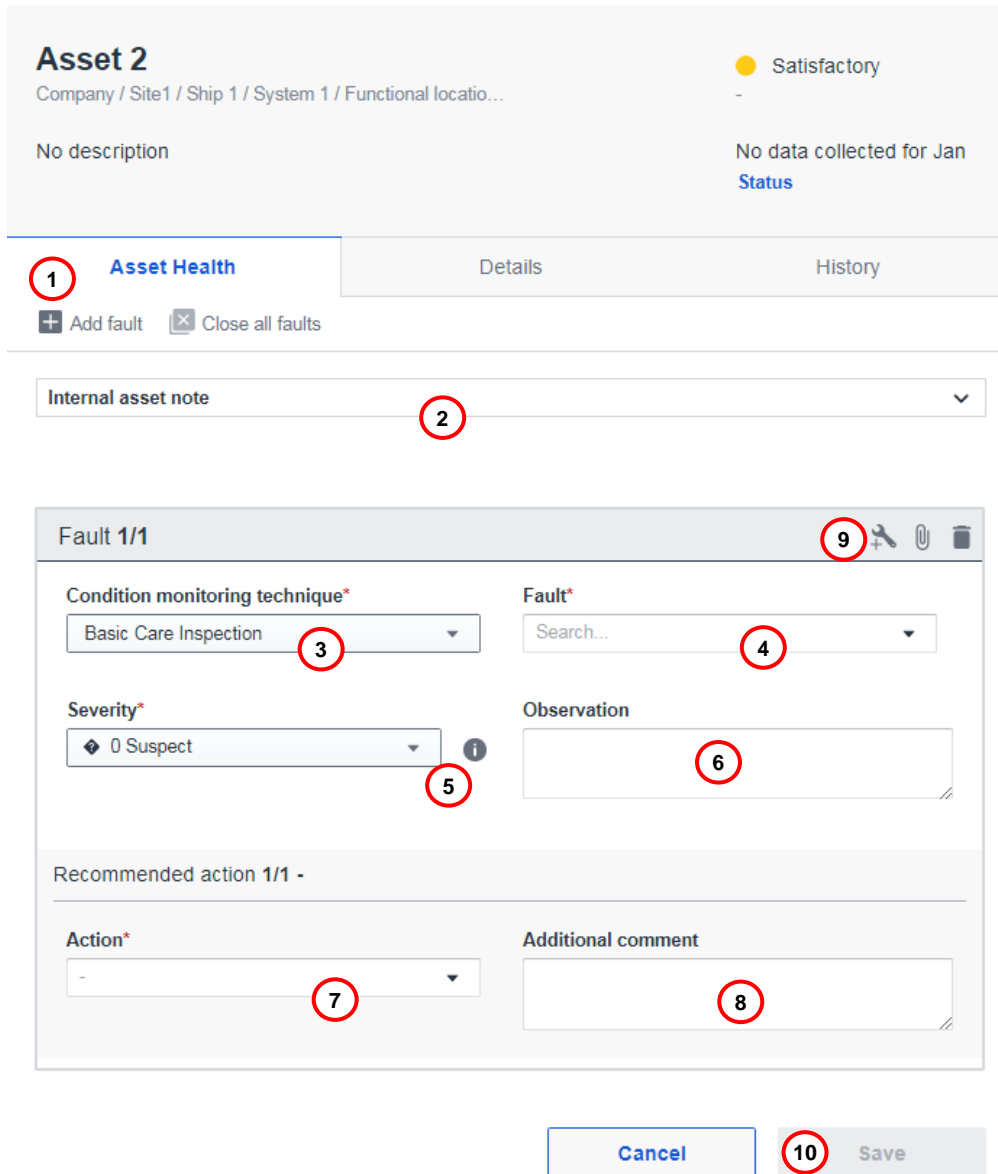 Asset 2
Satisfactory
Company / Site1 / Ship 1 / System 1 / Functional locatio...
-
No description
No data collected for Jan
Status
1
Asset Health
Details
History
Add fault
Close all faults
Internal asset note
2
Fault 1/1
9
Condition monitoring technique*
Fault*
Basic Care Inspection
3
Search...
4
Severity*
Observation
0 Suspect
5
6
Recommended action 1/1 -
Action*
Additional comment
-
7
8
Cancel
10
Save